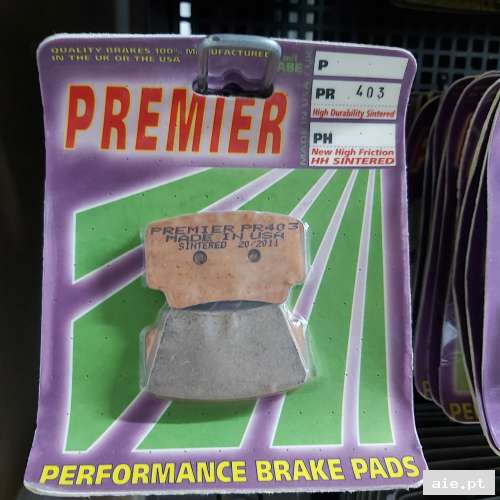 QUALITY BRAKES 100% MANUFACTURED
IN THE UK OR THE USA
ABE
P
PR 403
High Durability Sintered
PH
New High Friction
HH SINTERED
MADE IN USA
PREMIER
PREMIER PR403
MADE IN USA
SINTERED 20/2011
PERFORMANCE BRAKE PADS
aie.pt